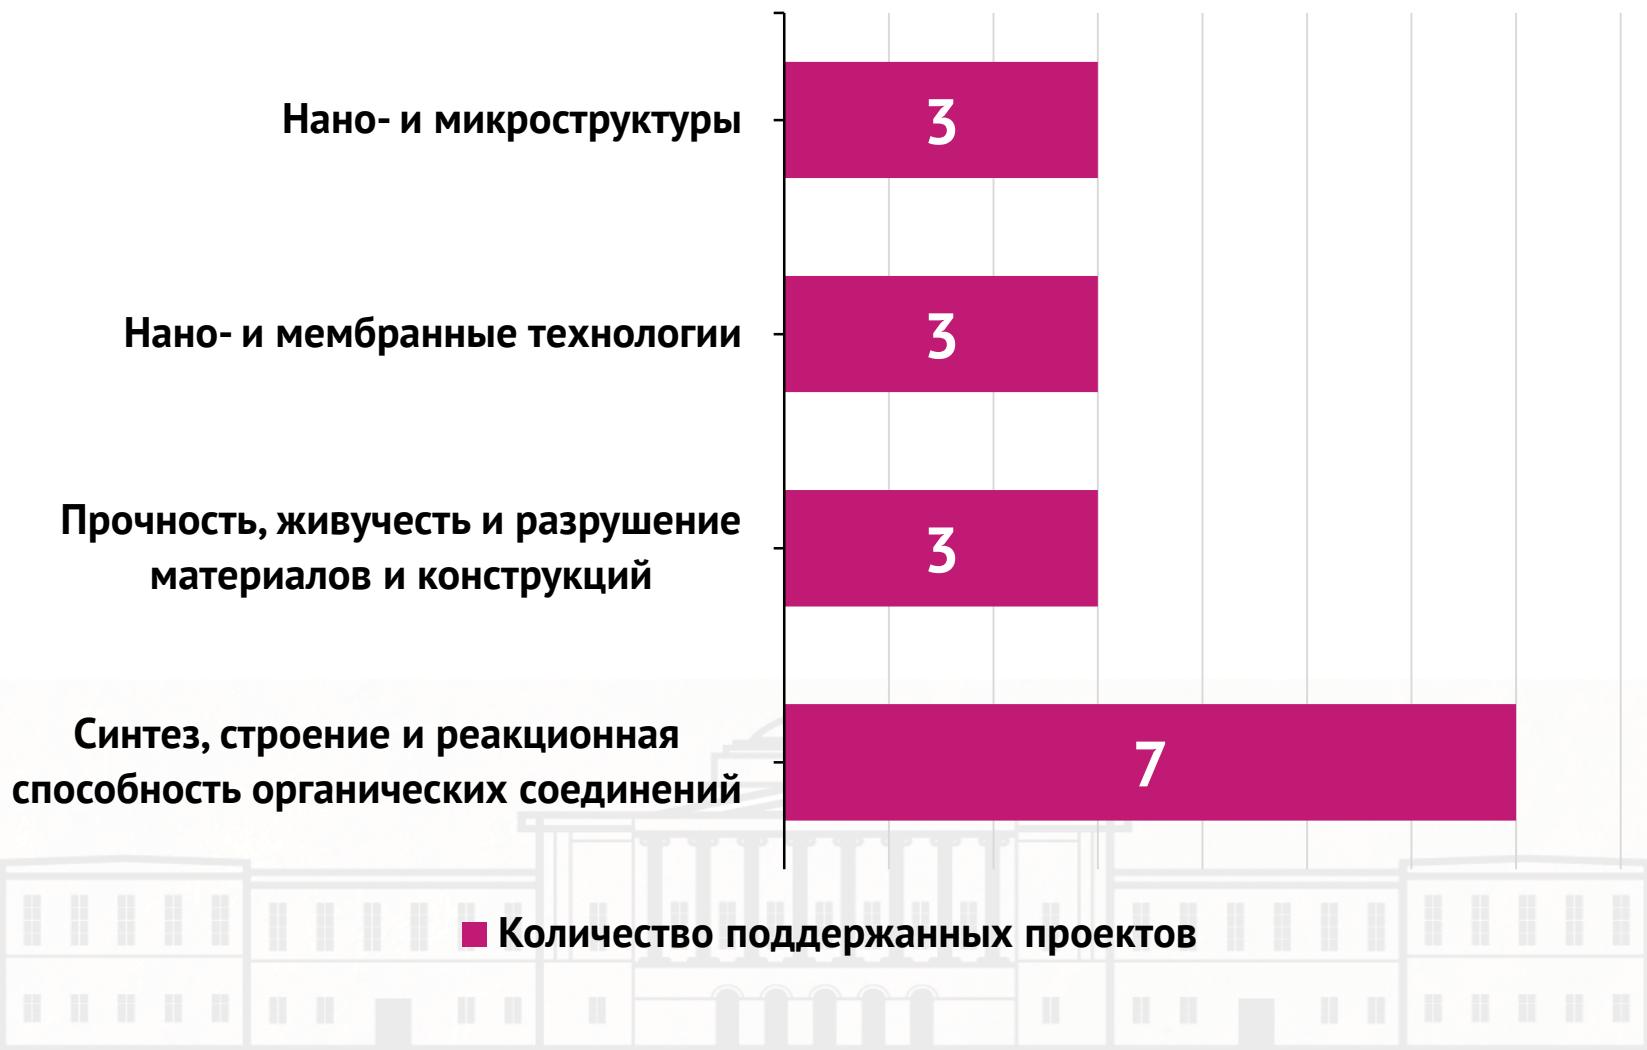 Нано- и микроструктуры
3
Нано- и мембранные технологии
3
Прочность, живучесть и разрушение
материалов и конструкций
3
Синтез, строение и реакционная
способность органических соединений
7
Количество поддержанных проектов